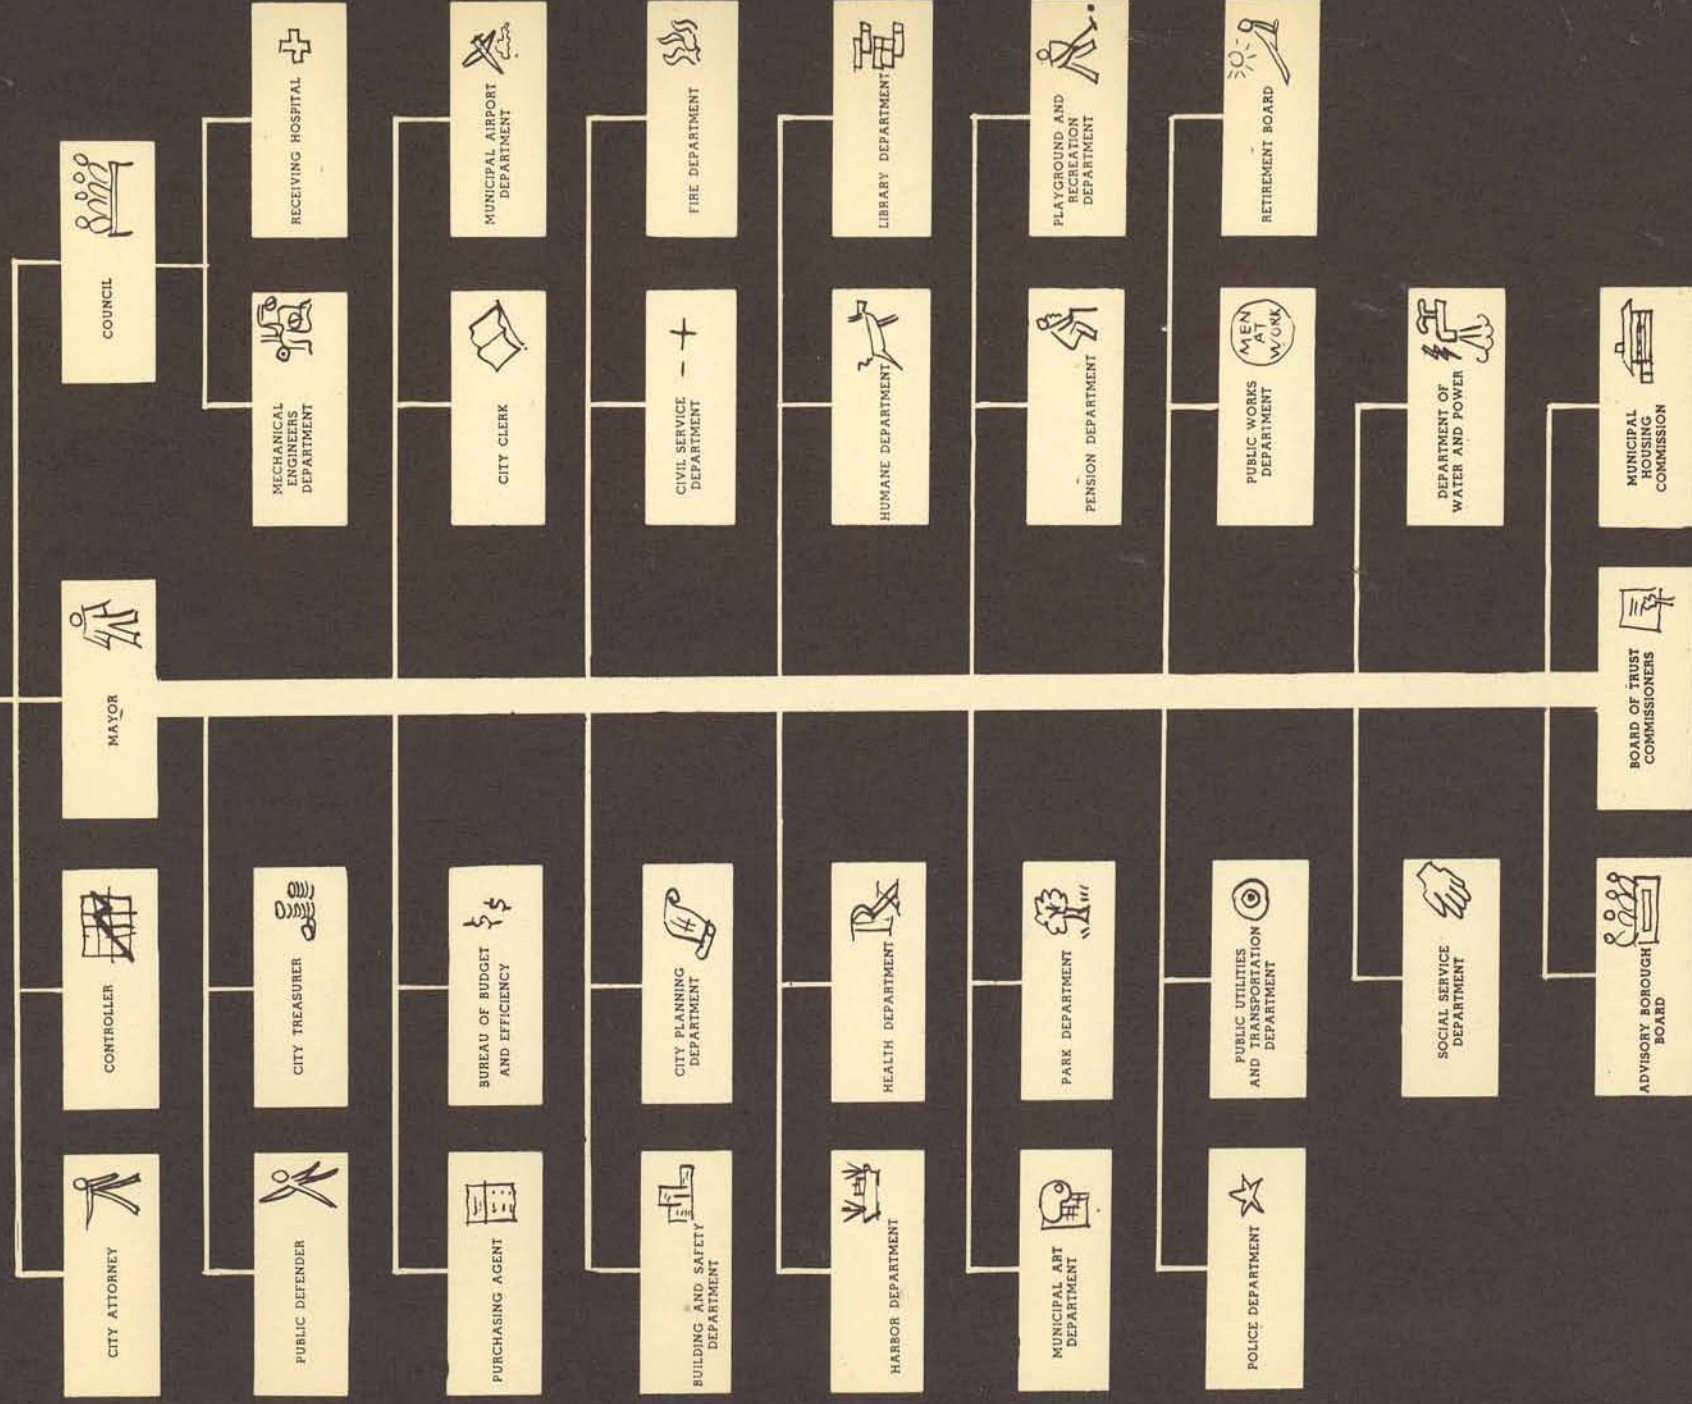 CITY ATTORNEY
CONTROLLER
MAYOR
COUNCIL
PUBLIC DEFENDER
CITY TREASURER
MECHANICAL
ENGINEERS
DEPARTMENT
RECEIVING HOSPITAL
PURCHASING AGENT
BUREAU OF BUDGET
AND EFFICIENCY
$ $
CITY CLERK
MUNICIPAL AIRPORT
DEPARTMENT
BUILDING AND SAFETY
DEPARTMENT
CITY PLANNING
DEPARTMENT
CIVIL SERVICE
DEPARTMENT
- +
FIRE DEPARTMENT
HARBOR DEPARTMENT
HEALTH DEPARTMENT
Rx
HUMANE DEPARTMENT
LIBRARY DEPARTMENT
MUNICIPAL ART
DEPARTMENT
PARK DEPARTMENT
PENSION DEPARTMENT
PLAYGROUND AND
RECREATION
DEPARTMENT
POLICE DEPARTMENT
PUBLIC UTILITIES
AND TRANSPORTATION
DEPARTMENT
PUBLIC WORKS
DEPARTMENT
MEN
AT
WORK
RETIREMENT BOARD
SOCIAL SERVICE
DEPARTMENT
DEPARTMENT OF
WATER AND POWER
ADVISORY BOROUGH
BOARD
BOARD OF TRUST
COMMISSIONERS
MUNICIPAL
HOUSING
COMMISSION